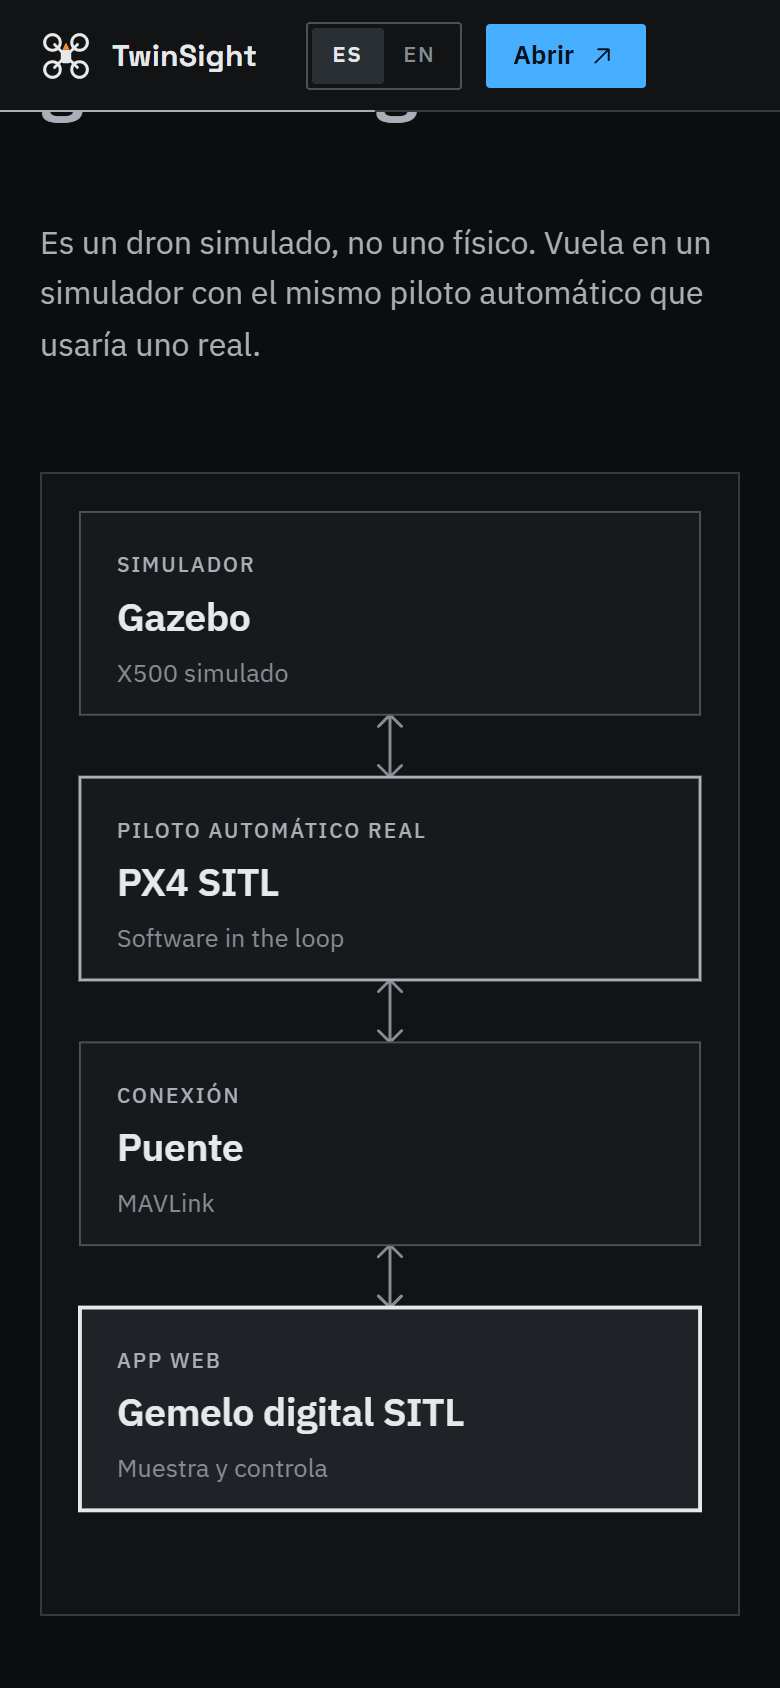 TwinSight
ES EN
Abrir
Es un dron simulado, no uno físico. Vuela en un
simulador con el mismo piloto automático que
usaría uno real.
SIMULADOR
Gazebo
X500 simulado
PILOTO AUTOMÁTICO REAL
PX4 SITL
Software in the loop
CONEXIÓN
Puente
MAVLink
APP WEB
Gemelo digital SITL
Muestra y controla